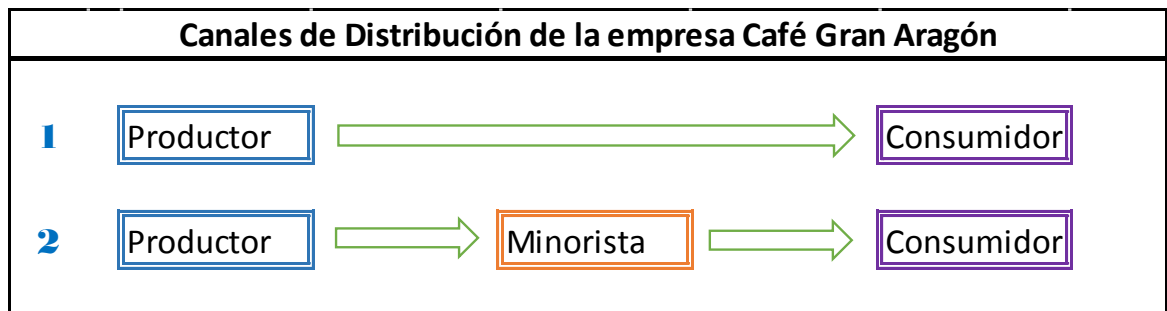 Canales de Distribución de la empresa Café Gran Aragón
1 Productor Consumidor
2 Productor Minorista Consumidor